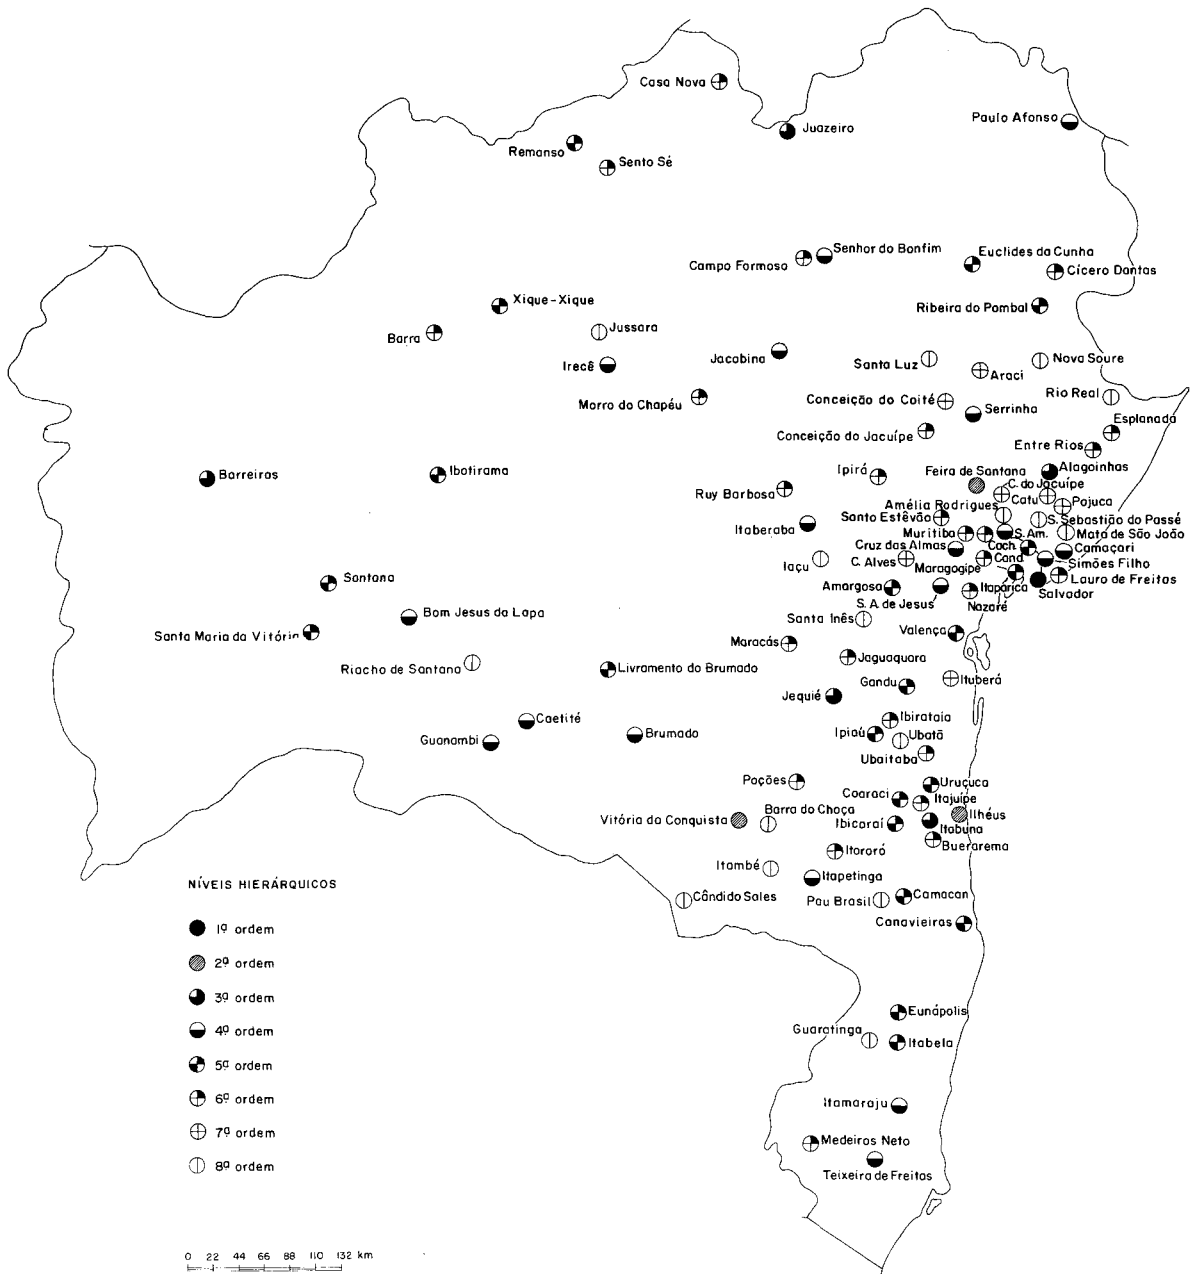 Casa Nova
Juazeiro
Paulo Afonso
Remanso
Sento Sé
Campo Formoso
Senhor do Bonfim
Euclides da Cunha
Cícero Dantas
Xique-Xique
Ribeira do Pombal
Barra
Jussara
Irecê
Jacobina
Santa Luz
Nova Soure
Araci
Morro do Chapéu
Conceição do Coité
Rio Real
Serrinha
Esplanada
Conceição do Jacuípe
Entre Rios
Barreiras
Ibotirama
Ipirá
Feira de Santana
Alagoinhas
Ruy Barbosa
C. do Jacuípe
Amélia Rodrigues
Catu
Pojuca
Santo Estêvão
S. Sebastião do Passé
Itaberaba
Muritiba
S. Am.
Mata de São João
Cruz das Almas
Cach.
Camaçari
Iaçu
C. Alves
Maragogipe
Cand.
Simões Filho
Santana
Amargosa
Itaparica
Lauro de Freitas
Salvador
S. A. de Jesus
Nazaré
Bom Jesus da Lapa
Santa Inês
Santa Maria da Vitória
Valença
Maracás
Riacho de Santana
Livramento do Brumado
Jaguaquara
Gandu
Ituberá
Jequié
Caetité
Ibirataia
Guanambi
Brumado
Ipiaú
Ubatã
Ubaitaba
Poções
Uruçuca
Coaraci
Itajuípe
Barra do Choça
Vitória da Conquista
Ibicaraí
Ilhéus
Itabuna
Buerarema
Itororó
Itambé
Itapetinga
Cândido Sales
Pau Brasil
Camacan
Canavieiras
Eunápolis
Guaratinga
Itabela
Itamaraju
Medeiros Neto
Teixeira de Freitas
NÍVEIS HIERÁRQUICOS
1ª ordem
2ª ordem
3ª ordem
4ª ordem
5ª ordem
6ª ordem
7ª ordem
8ª ordem
0 22 44 66 88 110 132 km